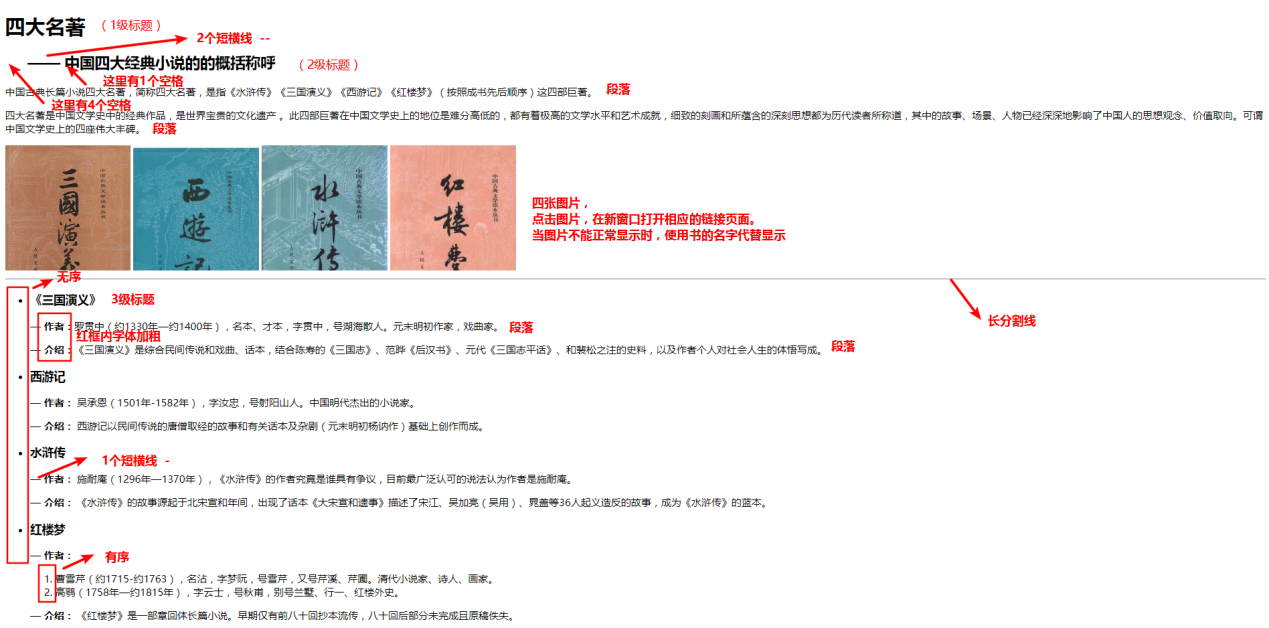 四大名著 （1级标题）
2个短横线 --
—— 中国四大经典小说的的概括称呼 （2级标题）
这里有1个空格
中国古典长篇小说四大名著，简称四大名著，是指《水浒传》《三国演义》《西游记》《红楼梦》（按照成书先后顺序）这四部巨著。 段落
这里有4个空格
四大名著是中国文学史中的经典作品，是世界宝贵的文化遗产 。此四部巨著在中国文学史上的地位是难分高低的，都有着极高的文学水平和艺术成就，细致的刻画和所蕴含的深刻思想都为历代读者所称道，其中的故事、场景、人物已经深深地影响了中国人的思想观念、价值取向。可谓
中国文学史上的四座伟大丰碑。 段落
三國演義
西遊記
水浒传
红楼梦
四张图片，
点击图片，在新窗口打开相应的链接页面。
当图片不能正常显示时，使用书的名字代替显示
无序
• 《三国演义》 3级标题
长分割线
— 作者：罗贯中（约1330年—约1400年），名本、才本，字贯中，号湖海散人。元末明初作家，戏曲家。 段落
红框内字体加粗
— 介绍：《三国演义》是综合民间传说和戏曲、话本，结合陈寿的《三国志》、范晔《后汉书》、元代《三国志平话》、和裴松之注的史料，以及作者个人对社会人生的体悟写成。 段落
• 西游记
— 作者： 吴承恩（1501年-1582年），字汝忠，号射阳山人。中国明代杰出的小说家。
— 介绍： 西游记以民间传说的唐僧取经的故事和有关话本及杂剧（元末明初杨讷作）基础上创作而成。
• 水浒传
1个短横线 -
— 作者： 施耐庵（1296年—1370年），《水浒传》的作者究竟是谁具有争议，目前最广泛认可的说法认为作者是施耐庵。
— 介绍： 《水浒传》的故事源起于北宋宣和年间，出现了话本《大宋宣和遗事》描述了宋江、吴加亮（吴用）、晁盖等36人起义造反的故事，成为《水浒传》的蓝本。
• 红楼梦
— 作者： 有序
1. 曹雪芹（约1715-约1763），名沾，字梦阮，号雪芹，又号芹溪、芹圃。清代小说家、诗人、画家。
2. 高鹗（1758年—约1815年），字云士，号秋甫，别号兰墅、行一、红楼外史。
— 介绍： 《红楼梦》是一部章回体长篇小说。早期仅有前八十回抄本流传，八十回后部分未完成且原稿佚失。